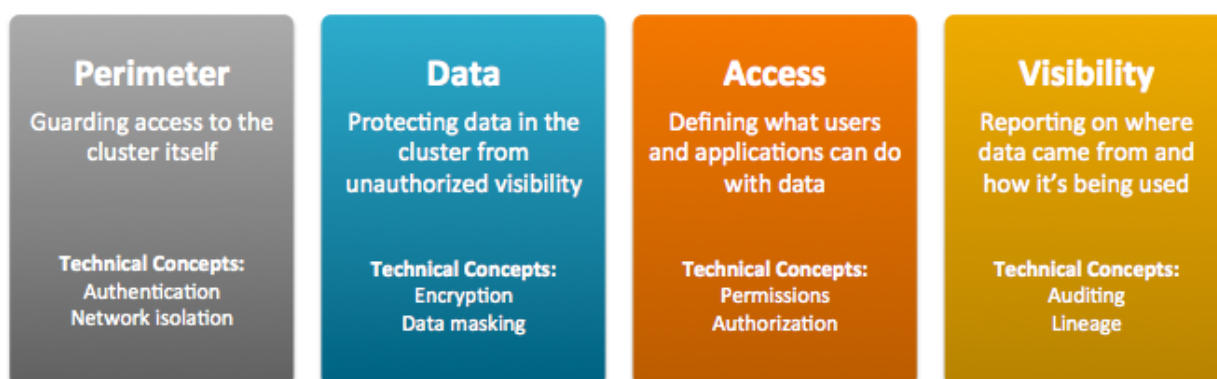 Perimeter
Guarding access to the
cluster itself
Technical Concepts:
Authentication
Network isolation
Data
Protecting data in the
cluster from
unauthorized visibility
Technical Concepts:
Encryption
Data masking
Access
Defining what users
and applications can do
with data
Technical Concepts:
Permissions
Authorization
Visibility
Reporting on where
data came from and
how it’s being used
Technical Concepts:
Auditing
Lineage